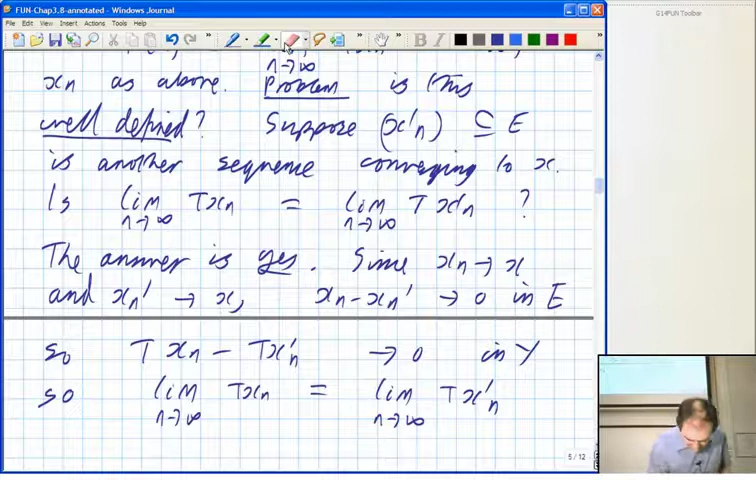 FUN-Chap3.8-annotated - Windows Journal
G14FUN Toolbar
File Edit View Insert Actions Tools Help
n→∞
xn as above. Problem is this
well defined? Suppose (x'n) ⊆ E
is another sequence converging to x.
Is lim n→∞ Txn = lim n→∞ Tx'n ?
The answer is yes. Since xn → x
and xn' → x, xn - xn' → 0 in E
so Txn - Tx'n → 0 in Y
so lim n→∞ Txn = lim n→∞ Tx'n
5 / 12